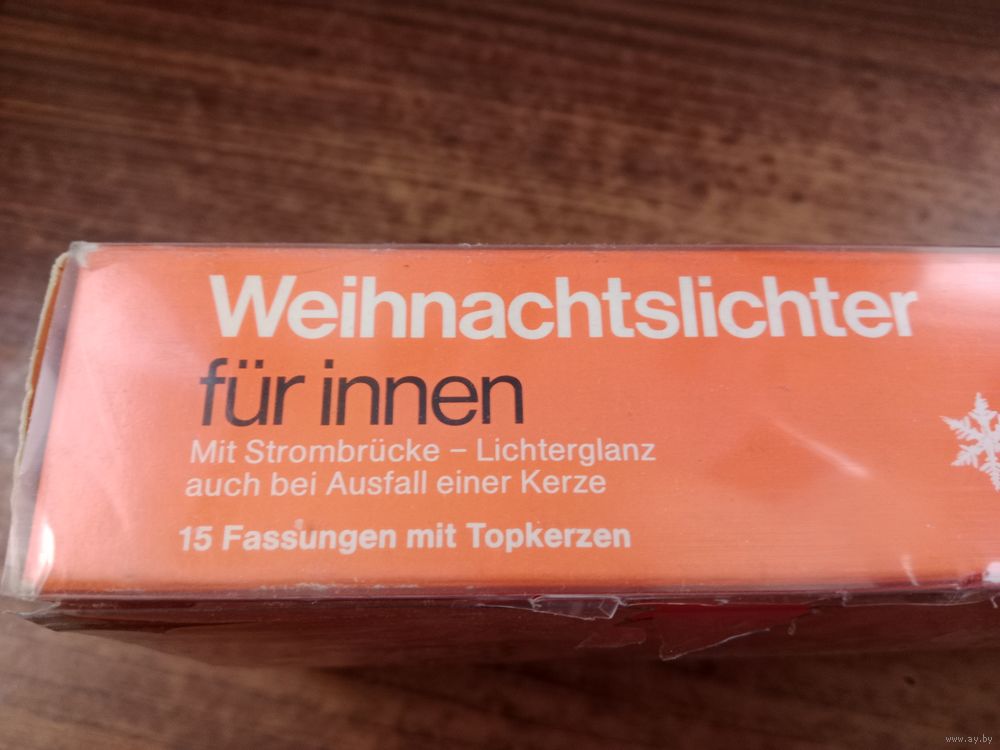 Weihnachtslichter
für innen
Mit Strombrücke – Lichterglanz
auch bei Ausfall einer Kerze
15 Fassungen mit Topkerzen
www.ay.by